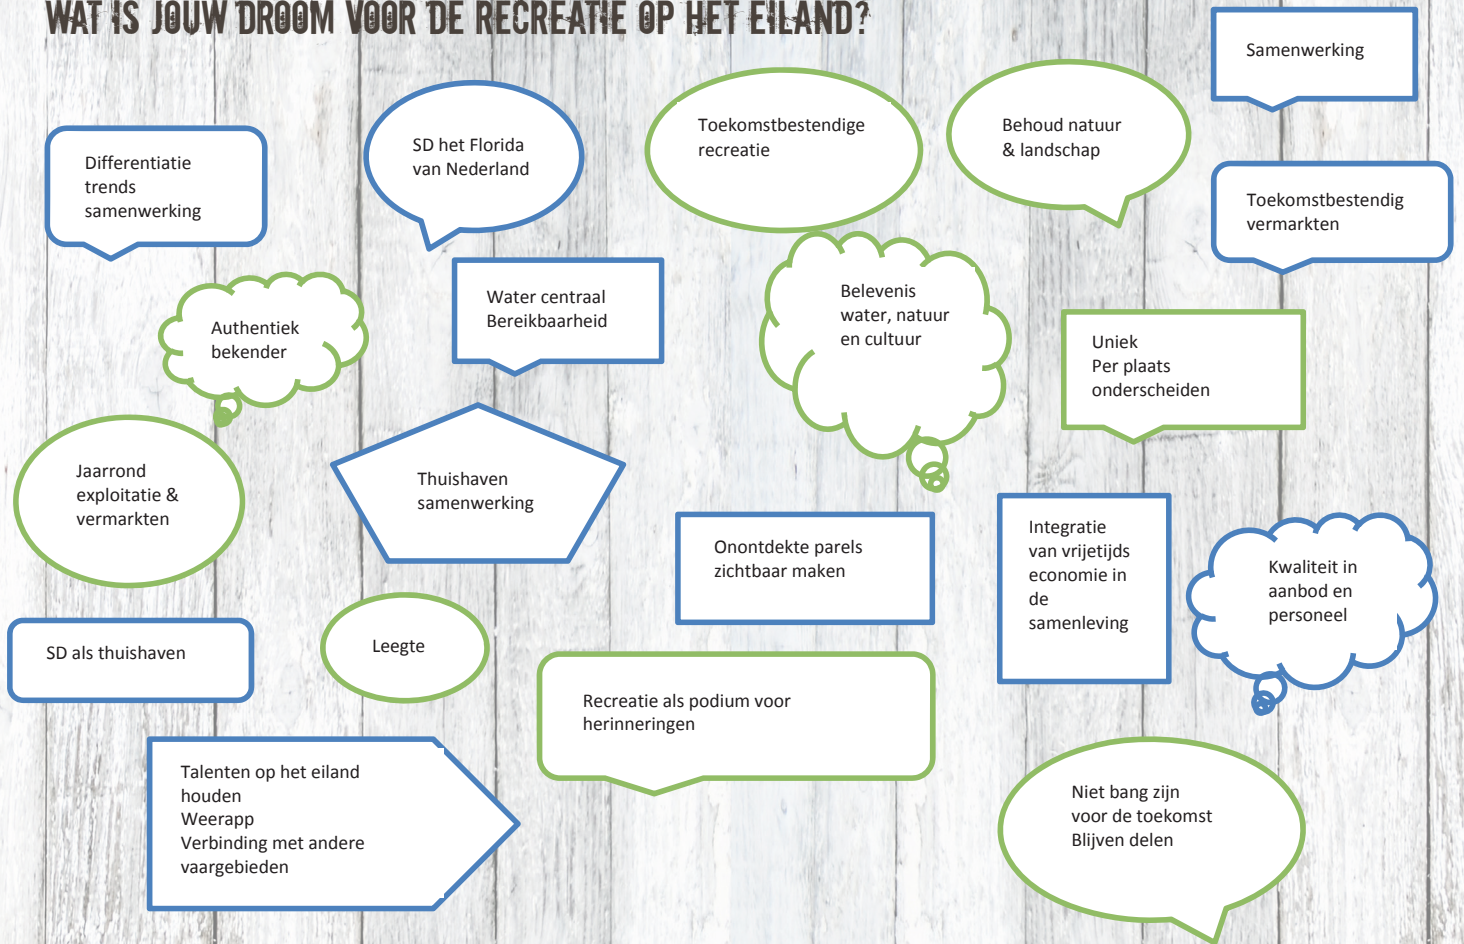 WAT IS JOUW DROOM VOOR DE RECREATIE OP HET EILAND?
Samenwerking
Differentiatie
trends
samenwerking
SD het Florida
van Nederland
Toekomstbestendige
recreatie
Behoud natuur
& landschap
Toekomstbestendig
vermarkten
Authentiek
bekender
Water centraal
Bereikbaarheid
Belevenis
water, natuur
en cultuur
Uniek
Per plaats
onderscheiden
Jaarrond
exploitatie &
vermarkten
Thuishaven
samenwerking
Onontdekte parels
zichtbaar maken
Integratie
van vrijetijds
economie in
de
samenleving
Kwaliteit in
aanbod en
personeel
SD als thuishaven
Leegte
Recreatie als podium voor
herinneringen
Talenten op het eiland
houden
Weerapp
Verbinding met andere
vaargebieden
Niet bang zijn
voor de toekomst
Blijven delen